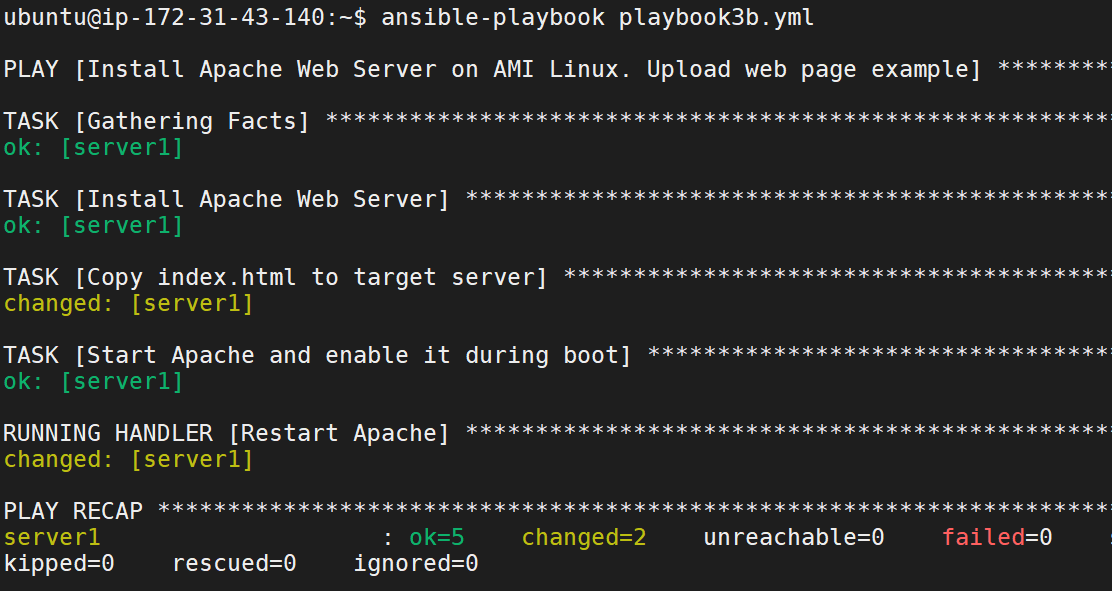 ubuntu@ip-172-31-43-140:~$ ansible-playbook playbook3b.yml
PLAY [Install Apache Web Server on AMI Linux. Upload web page example] ********
TASK [Gathering Facts] ********************************************************
ok: [server1]
TASK [Install Apache Web Server] **********************************************
ok: [server1]
TASK [Copy index.html to target server] ***************************************
changed: [server1]
TASK [Start Apache and enable it during boot] *********************************
ok: [server1]
RUNNING HANDLER [Restart Apache] **********************************************
changed: [server1]
PLAY RECAP ********************************************************************
server1                    : ok=5    changed=2    unreachable=0    failed=0    s
kipped=0    rescued=0    ignored=0